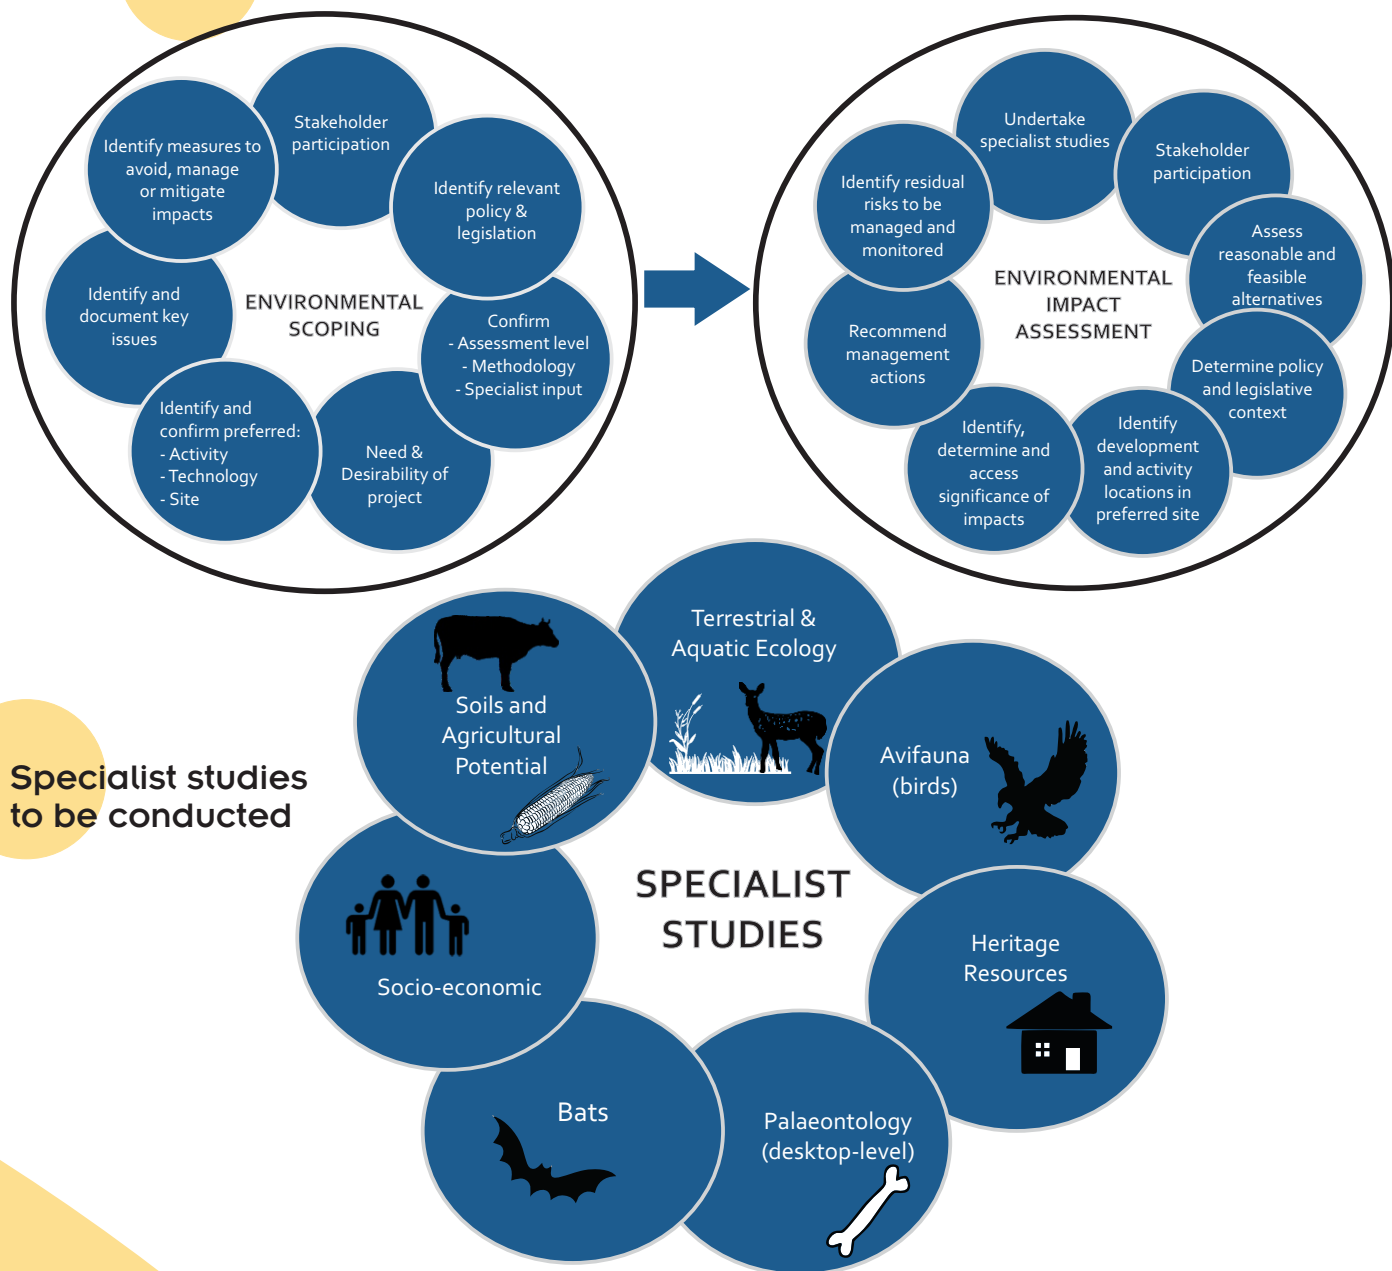 Stakeholder
participation
Identify relevant
policy &
legislation
Confirm
- Assessment level
- Methodology
- Specialist input
Need &
Desirability of
project
Identify and
confirm preferred:
- Activity
- Technology
- Site
Identify and
document key
issues
Identify measures to
avoid, manage
or mitigate
impacts
ENVIRONMENTAL
SCOPING
Undertake
specialist studies
Stakeholder
participation
Assess
reasonable and
feasible
alternatives
Determine policy
and legislative
context
Identify
development
and activity
locations in
preferred site
Identify,
determine and
access
significance of
impacts
Recommend
management
actions
Identify residual
risks to be
managed and
monitored
ENVIRONMENTAL
IMPACT
ASSESSMENT
Specialist studies
to be conducted
Terrestrial &
Aquatic Ecology
Avifauna
(birds)
Heritage
Resources
Palaeontology
(desktop-level)
Bats
Socio-economic
Soils and
Agricultural
Potential
SPECIALIST
STUDIES